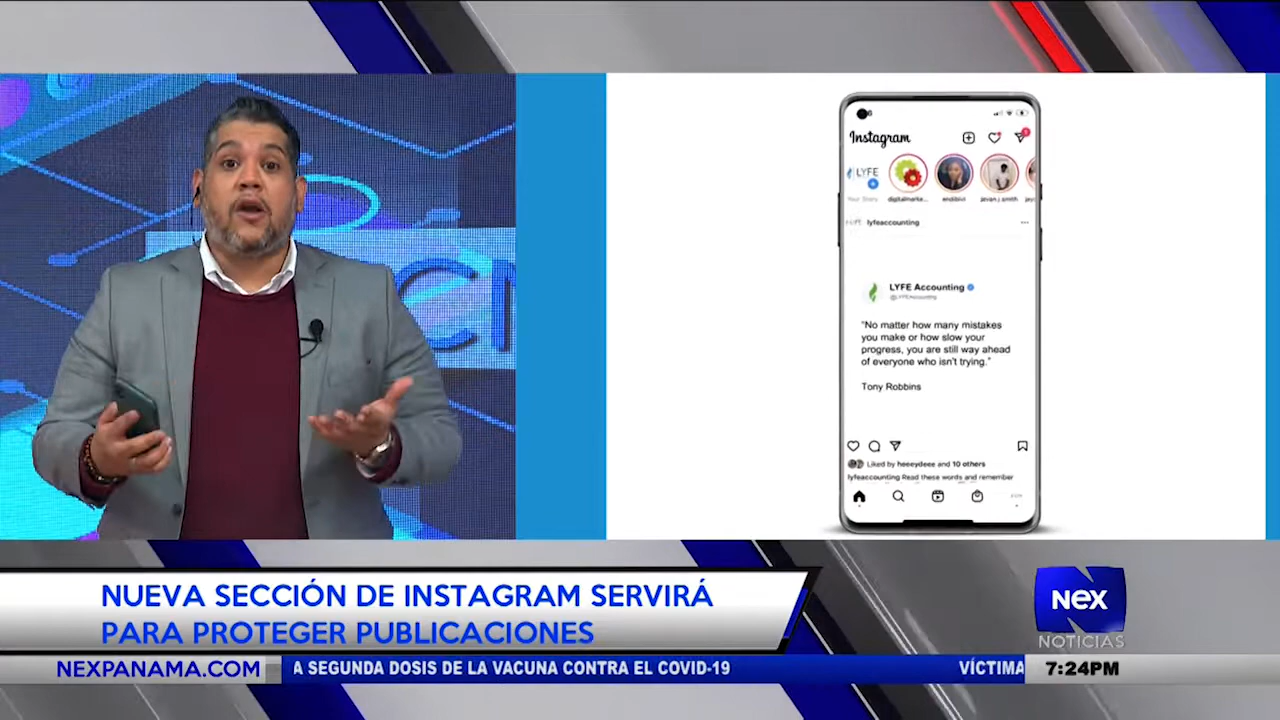 Instagram
LYFE
Your Story
digitalmarke...
endibivi
javan.j.smith
lyfeaccounting
LYFE Accounting
@LYFEAccounting
"No matter how many mistakes
you make or how slow your
progress, you are still way ahead
of everyone who isn't trying."
Tony Robbins
Liked by heeeydeee and 10 others
lyfeaccounting Read these words and remember
NUEVA SECCIÓN DE INSTAGRAM SERVIRÁ
PARA PROTEGER PUBLICACIONES
NEX
NOTICIAS
NEXPANAMA.COM
A SEGUNDA DOSIS DE LA VACUNA CONTRA EL COVID-19
VÍCTIMA
7:24PM